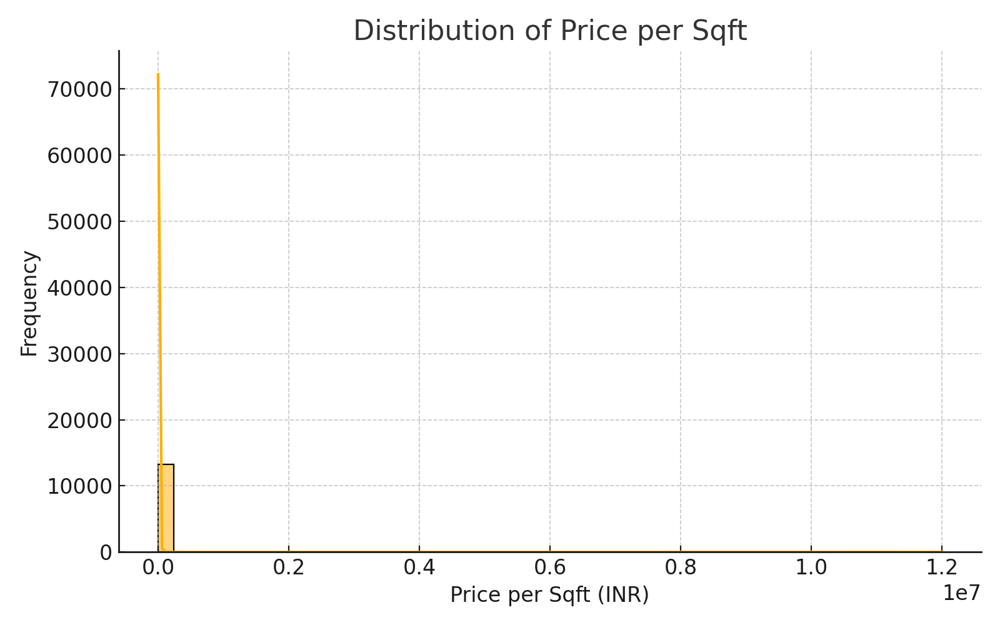 Distribution of Price per Sqft
70000
60000
50000
40000
30000
20000
10000
0
Frequency
0.0 0.2 0.4 0.6 0.8 1.0 1.2
1e7
Price per Sqft (INR)